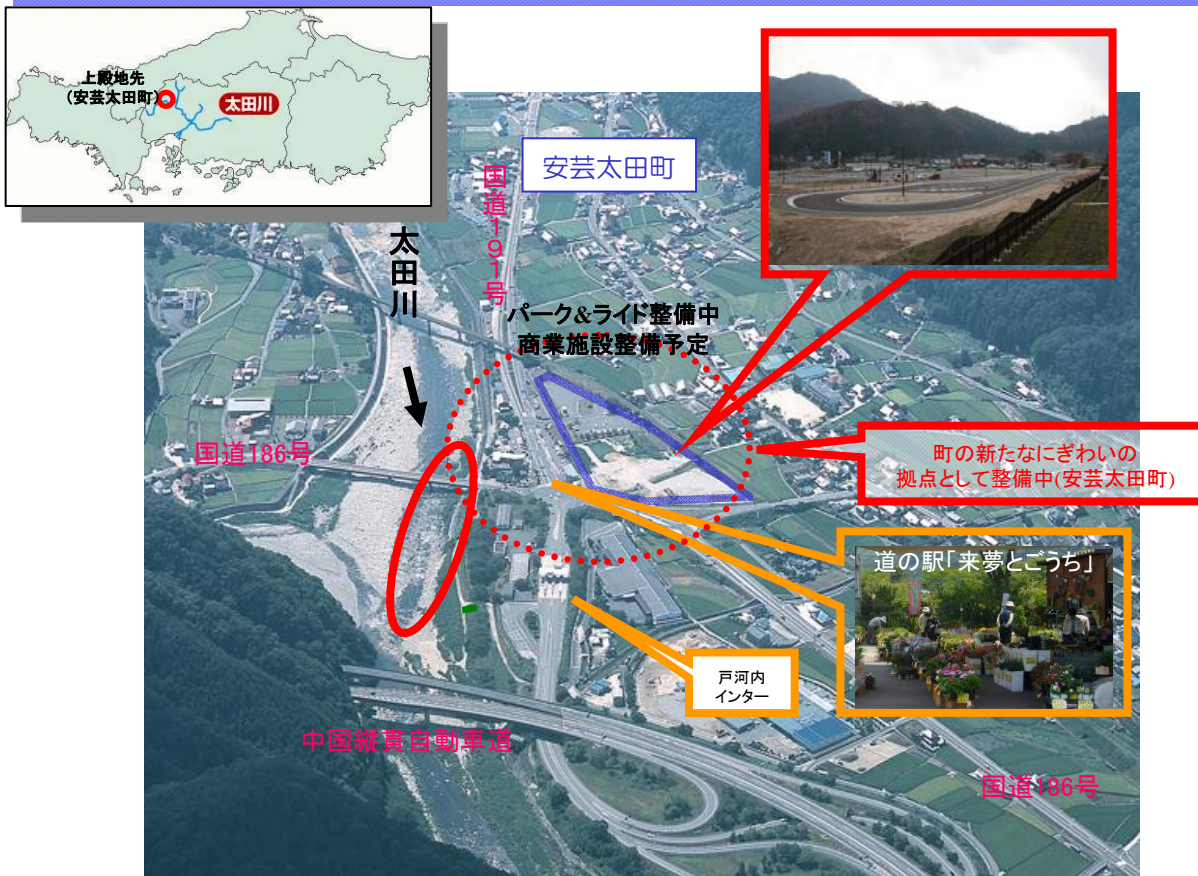 上殿地先
(安芸太田町)
太田川
安芸太田町
国道191号
太田川
パーク&ライド整備中
商業施設整備予定
国道186号
町の新たなにぎわいの
拠点として整備中(安芸太田町)
道の駅「来夢とごうち」
戸河内
インター
中国縦貫自動車道
国道186号